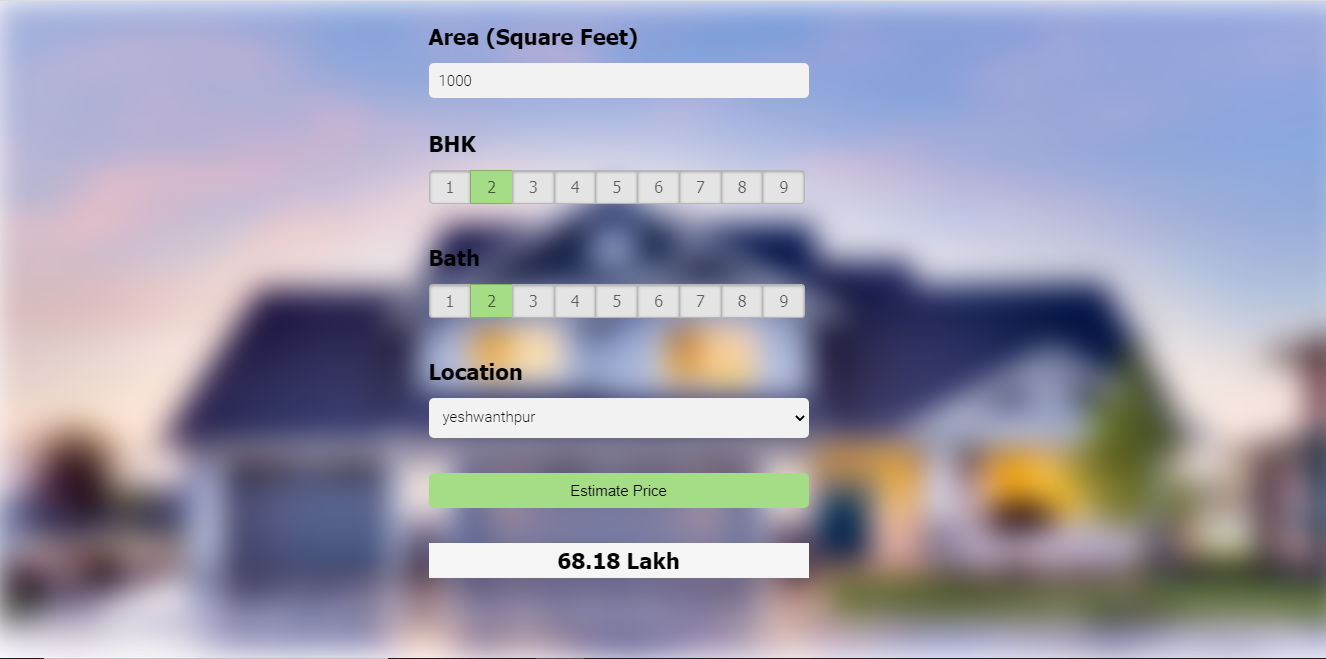 Area (Square Feet)
1000
BHK
1 2 3 4 5 6 7 8 9
Bath
1 2 3 4 5 6 7 8 9
Location
yeshwanthpur
Estimate Price
68.18 Lakh